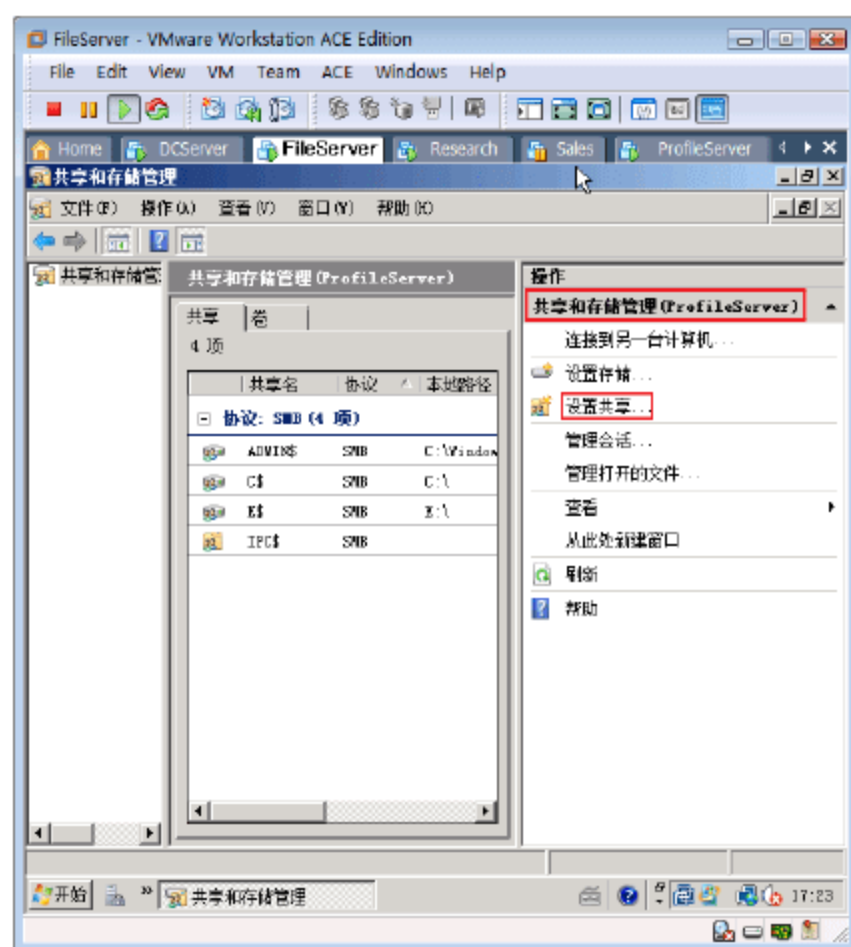 FileServer - VMware Workstation ACE Edition
File Edit View VM Team ACE Windows Help
Home DCServer FileServer Research Sales ProfileServer
共享和存储管理
文件(F) 操作(A) 查看(V) 窗口(W) 帮助(H)
共享和存储管
共享和存储管理(ProfileServer)
共享 卷
4 项
共享名 协议 本地路径
协议: SMB (4 项)
ADMIN$ SMB C:\Window
C$ SMB C:\
E$ SMB E:\
IPC$ SMB
操作
共享和存储管理(ProfileServer)
连接到另一台计算机...
设置存储...
设置共享...
管理会话...
管理打开的文件...
查看
从此处新建窗口
刷新
帮助
开始 » 共享和存储管理 17:23